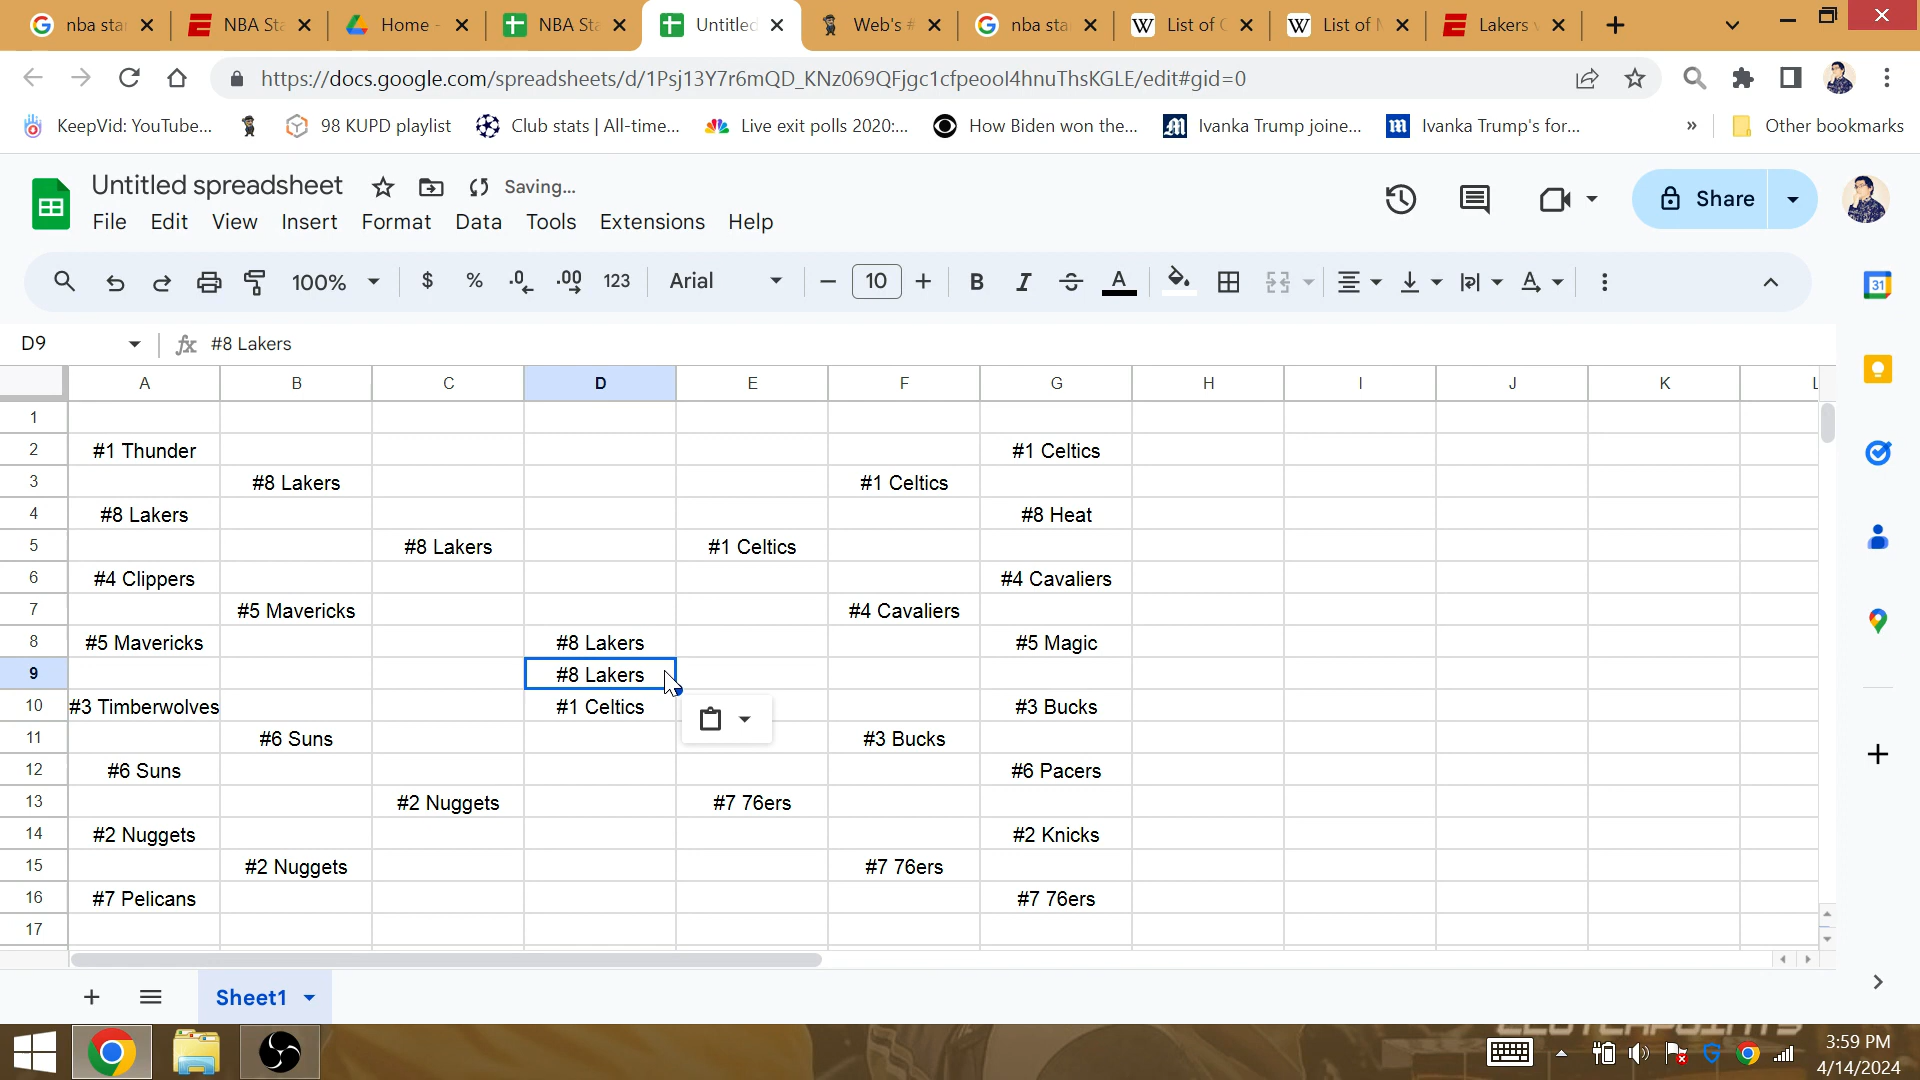 nba sta
NBA Sta
Home -
NBA Sta
Untitled
Web's #
nba sta
List of C
List of M
Lakers v
https://docs.google.com/spreadsheets/d/1Psj13Y7r6mQD_KNz069QFjgc1cfpeool4hnuThsKGLE/edit#gid=0
KeepVid: YouTube...
98 KUPD playlist
Club stats | All-time...
Live exit polls 2020:...
How Biden won the...
Ivanka Trump joine...
Ivanka Trump's for...
»
Other bookmarks
Untitled spreadsheet
Saving...
File Edit View Insert Format Data Tools Extensions Help
Share
100% $ % .0 .00 123 Arial 10 B I S A
D9 fx #8 Lakers
A B C D E F G H I J K L
1
2 #1 Thunder #1 Celtics
3 #8 Lakers #1 Celtics
4 #8 Lakers #8 Heat
5 #8 Lakers #1 Celtics
6 #4 Clippers #4 Cavaliers
7 #5 Mavericks #4 Cavaliers
8 #5 Mavericks #8 Lakers #5 Magic
9 #8 Lakers
10 #3 Timberwolves #1 Celtics #3 Bucks
11 #6 Suns #3 Bucks
12 #6 Suns #6 Pacers
13 #2 Nuggets #7 76ers
14 #2 Nuggets #2 Knicks
15 #2 Nuggets #7 76ers
16 #7 Pelicans #7 76ers
17
Sheet1
31
3:59 PM
4/14/2024